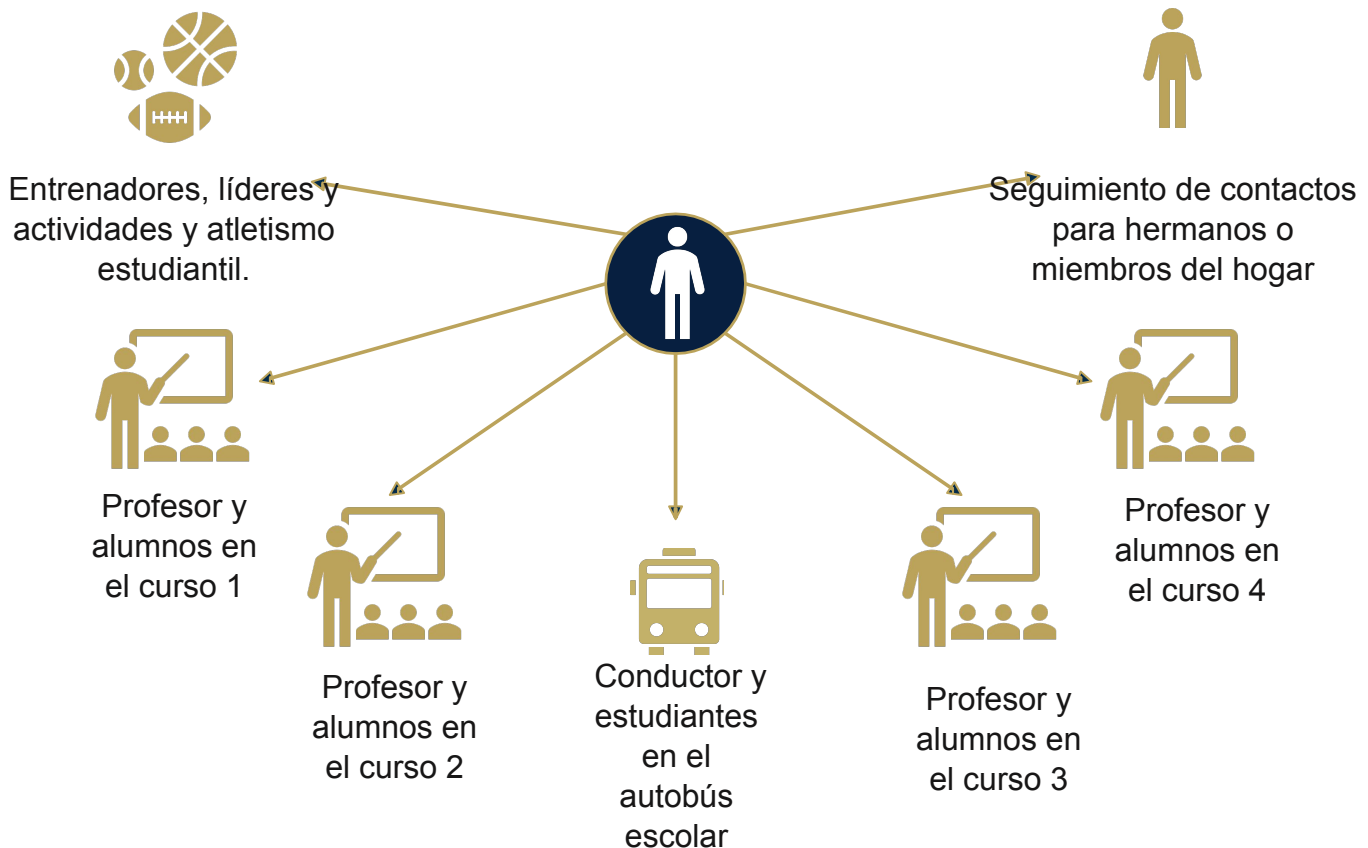 Entrenadores, líderes y
actividades y atletismo
estudiantil.
Seguimiento de contactos
para hermanos o
miembros del hogar
Profesor y
alumnos en
el curso 1
Profesor y
alumnos en
el curso 2
Conductor y
estudiantes
en el
autobús
escolar
Profesor y
alumnos en
el curso 3
Profesor y
alumnos en
el curso 4